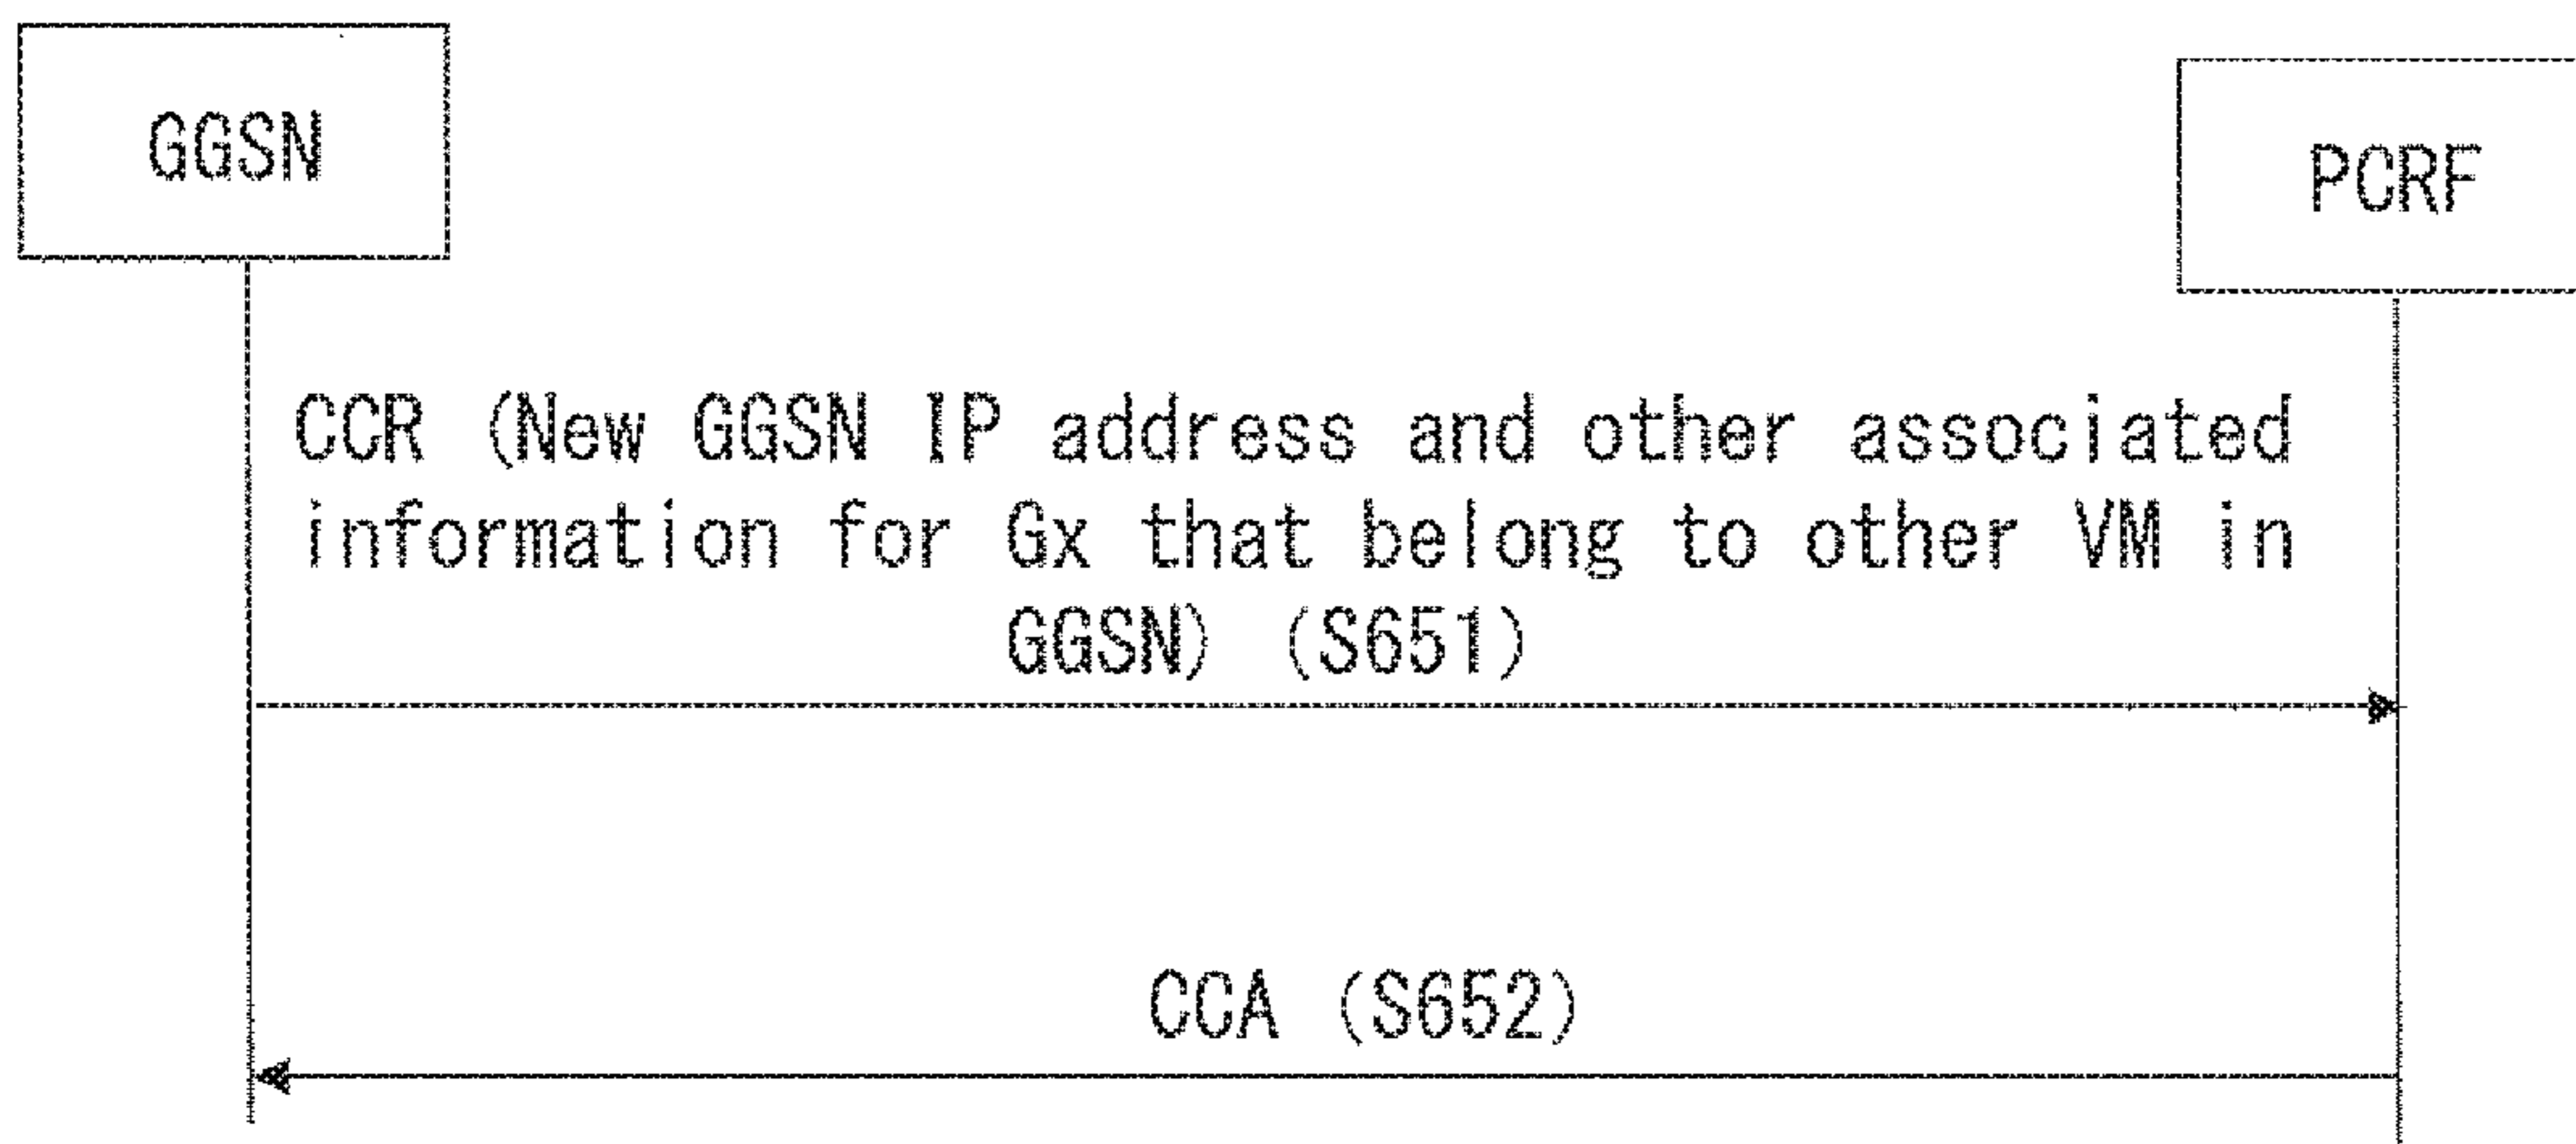 GGSN
PCRF
CCR (New GGSN IP address and other associated
information for Gx that belong to other VM in
GGSN) (S651)
CCA (S652)